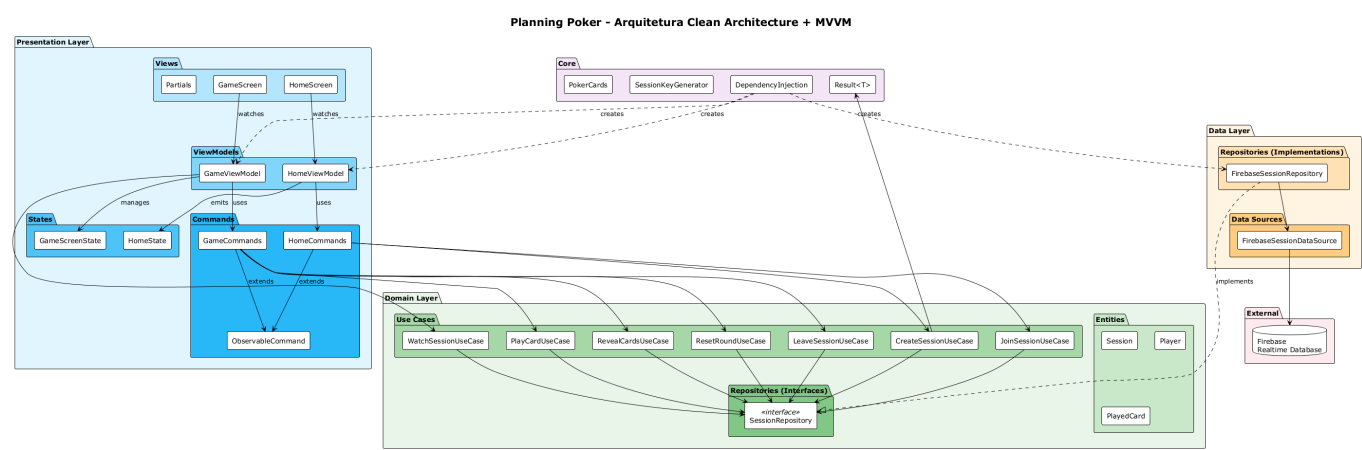 Planning Poker - Arquitetura Clean Architecture + MVVM
Presentation Layer
Views
Partials
GameScreen
HomeScreen
Core
PokerCards
SessionKeyGenerator
DependencyInjection
Result<T>
watches
watches
creates
creates
creates
Data Layer
Repositories (Implementations)
FirebaseSessionRepository
ViewModels
GameViewModel
HomeViewModel
manages
emits
uses
uses
States
GameScreenState
HomeState
Commands
GameCommands
HomeCommands
Data Sources
FirebaseSessionDataSource
extends
extends
implements
ObservableCommand
Domain Layer
Use Cases
WatchSessionUseCase
PlayCardUseCase
RevealCardsUseCase
ResetRoundUseCase
LeaveSessionUseCase
CreateSessionUseCase
JoinSessionUseCase
Entities
Session
Player
PlayedCard
External
Firebase
Realtime Database
Repositories (Interfaces)
«interface»
SessionRepository